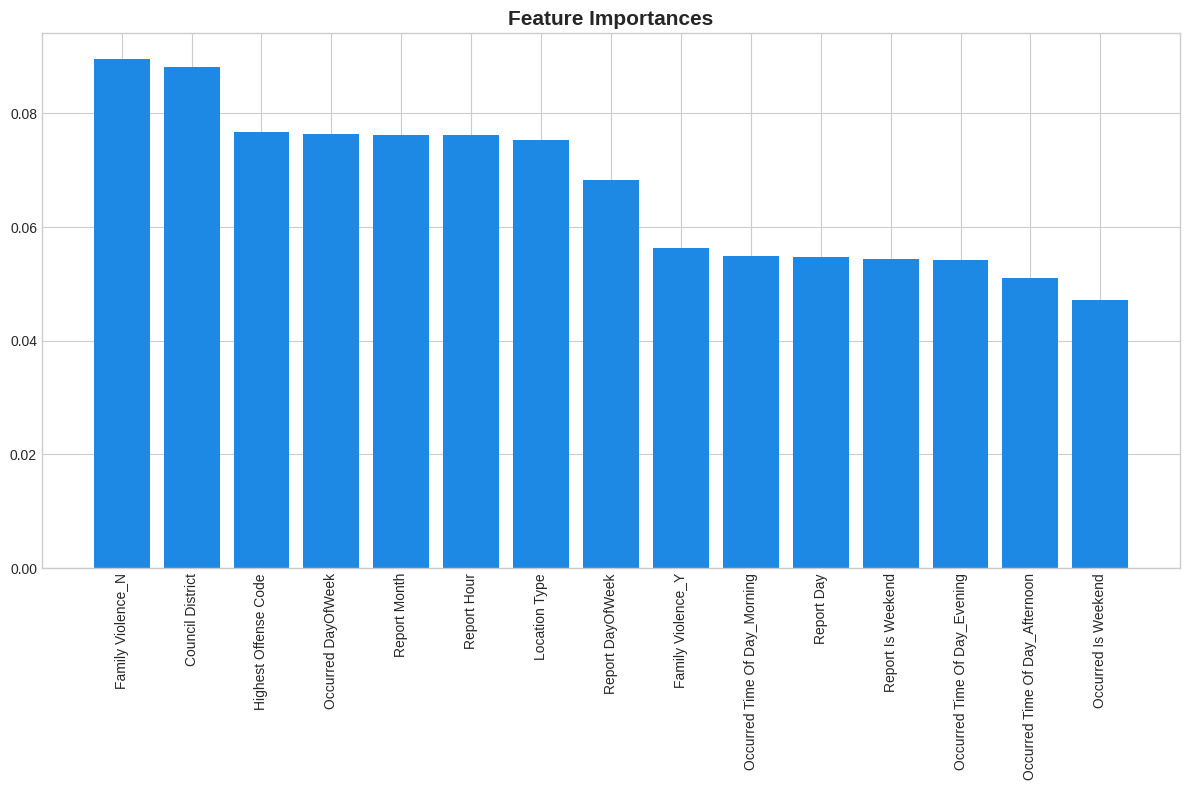 Feature Importances
0.08
0.06
0.04
0.02
0.00
Family Violence_N
Council District
Highest Offense Code
Occurred DayOfWeek
Report Month
Report Hour
Location Type
Report DayOfWeek
Family Violence_Y
Occurred Time Of Day_Morning
Report Day
Report Is Weekend
Occurred Time Of Day_Evening
Occurred Time Of Day_Afternoon
Occurred Is Weekend